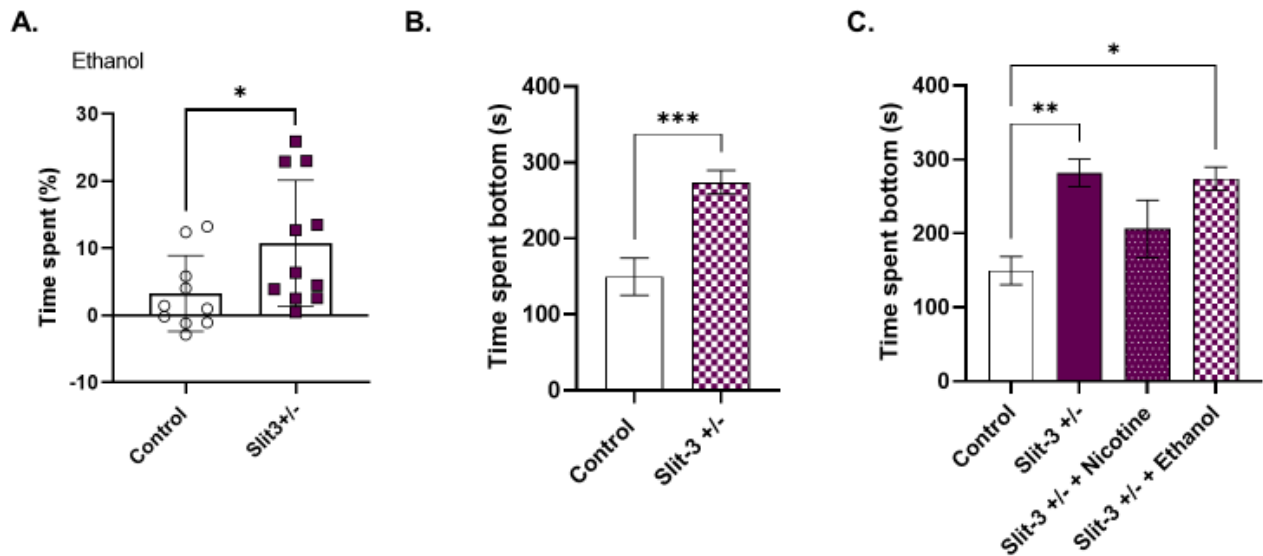 A.
Ethanol
*
30
20
10
0
-10
Time spent (%)
Control
Slit3+/-
B.
***
400
300
200
100
0
Time spent bottom (s)
Control
Slit-3 +/-
C.
*
**
400
300
200
100
0
Time spent bottom (s)
Control
Slit-3 +/-
Slit-3 +/- + Nicotine
Slit-3 +/- + Ethanol